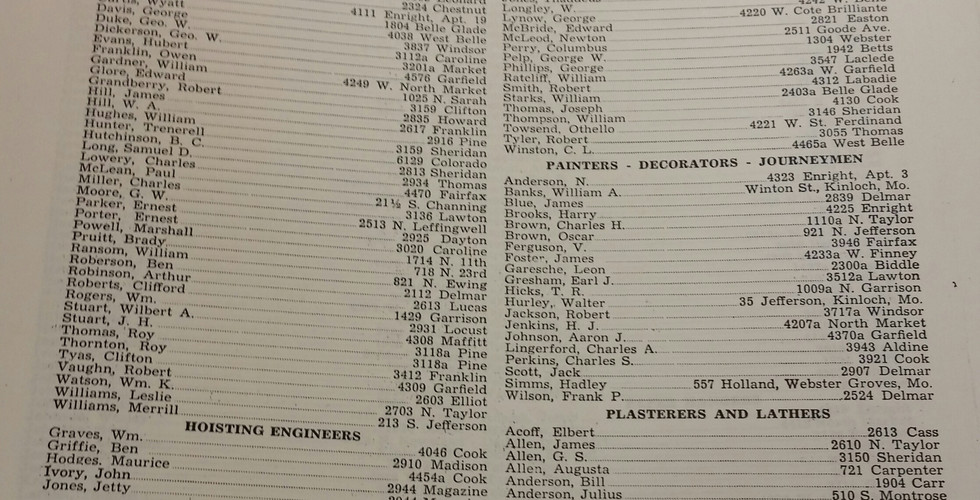 2324 Chestnut
4111 Enright, Apt. 19
Wyatt 1804 Belle Glade
Davis, George 4038 West Belle
Duke, Geo. W. 3837 Windsor
Dickerson, Geo. W. 3112a Caroline
Evans, Hubert 3201a Market
Franklin, Owen 4576 Garfield
Gardner, William 4249 W. North Market
Glore, Edward 1025 N. Sarah
Grandberry, Robert 3159 Clifton
Hill, James 2835 Howard
Hill, W. A. 2617 Franklin
Hughes, William 2916 Pine
Hunter, Trenerell 3159 Sheridan
Hutchinson, B. C. 6129 Colorado
Long, Samuel D. 2813 Sheridan
Lowery, Charles 2934 Thomas
McLean, Paul 4470 Fairfax
Miller, Charles 21½ S. Channing
Moore, G. W. 3136 Lawton
Parker, Ernest 2513 N. Leffingwell
Porter, Ernest 2925 Dayton
Powell, Marshall 3020 Caroline
Pruitt, Brady 1714 N. 11th
Ransom, William 718 N. 23rd
Roberson, Ben 821 N. Ewing
Robinson, Arthur 2112 Delmar
Roberts, Clifford 2613 Lucas
Rogers, Wm. 1429 Garrison
Stuart, Wilbert A. 2931 Locust
Stuart, J. H. 4308 Maffitt
Thomas, Roy 3118a Pine
Thornton, Roy 3118a Pine
Tyas, Clifton 3412 Franklin
Vaughn, Robert 4309 Garfield
Watson, Wm. K. 2603 Elliot
Williams, Leslie 2703 N. Taylor
Williams, Merrill 213 S. Jefferson
HOISTING ENGINEERS
Graves, Wm. 4046 Cook
Griffie, Ben 2910 Madison
Hodges, Maurice 4454a Cook
Ivory, John 2944 Magazine
Jones, Jetty
Longley, W. 4242 W. Belle
Lynow, George 4220 W. Cote Brilliante
McBride, Edward 2821 Easton
McLeod, Newton 2511 Goode Ave.
Perry, Columbus 1304 Webster
Pelp, George W. 1942 Betts
Phillips, George 3547 Laclede
Ratcliff, William 4263a W. Garfield
Smith, Robert 4312 Labadie
Starks, William 2403a Belle Glade
Thomas, Joseph 4130 Cook
Thompson, William 3146 Sheridan
Towsend, Othello 4221 W. St. Ferdinand
Tyler, Robert 3055 Thomas
Winston, C. L. 4465a West Belle
PAINTERS - DECORATORS - JOURNEYMEN
Anderson, N. 4323 Enright, Apt. 3
Banks, William A. Winton St., Kinloch, Mo.
Blue, James 2839 Delmar
Brooks, Harry 4225 Enright
Brown, Charles H. 1110a N. Taylor
Brown, Oscar 921 N. Jefferson
Ferguson, V. 3946 Fairfax
Foster, James 4233a W. Finney
Garesche, Leon 2300a Biddle
Gresham, Earl J. 3512a Lawton
Hicks, T. R. 1009a N. Garrison
Hurley, Walter 35 Jefferson, Kinloch, Mo.
Jackson, Robert 3717a Windsor
Jenkins, H. J. 4207a North Market
Johnson, Aaron J. 4370a Garfield
Lingerford, Charles A. 3943 Aldine
Perkins, Charles S. 3921 Cook
Scott, Jack 2907 Delmar
Simms, Hadley 557 Holland, Webster Groves, Mo.
Wilson, Frank P. 2524 Delmar
PLASTERERS AND LATHERS
Acoff, Elbert 2613 Cass
Allen, James 2610 N. Taylor
Allen, G. S. 3150 Sheridan
Allen, Augusta 721 Carpenter
Anderson, Bill 1904 Carr
Anderson, Julius 510 S. Montrose